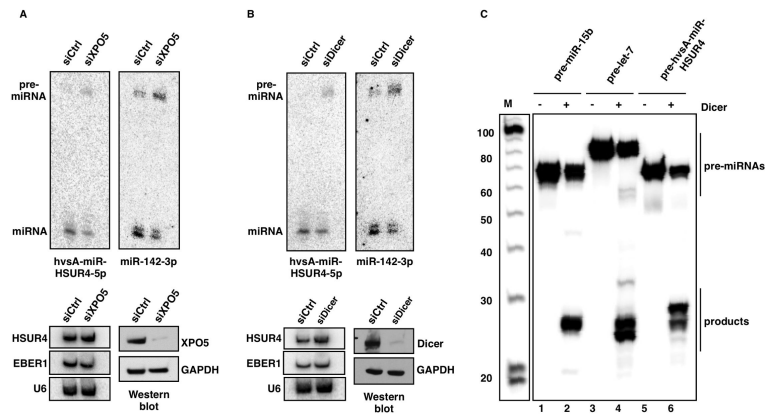 A
siCtrl siXPO5 siCtrl siXPO5
pre-miRNA
miRNA
hvsA-miR-HSUR4-5p
miR-142-3p
siCtrl siXPO5 siCtrl siXPO5
HSUR4
EBER1
U6
XPO5
GAPDH
Western blot
B
siCtrl siDicer siCtrl siDicer
pre-miRNA
miRNA
hvsA-miR-HSUR4-5p
miR-142-3p
siCtrl siDicer siCtrl siDicer
HSUR4
EBER1
U6
Dicer
GAPDH
Western blot
C
pre-miR-15b
pre-let-7
pre-hvsA-miR-HSUR4
M - + - + - + Dicer
100
80
60
50
40
30
20
pre-miRNAs
products
1 2 3 4 5 6